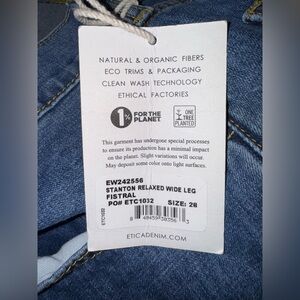 NATURAL & ORGANIC FIBERS
ECO TRIMS & PACKAGING
CLEAN WASH TECHNOLOGY
ETHICAL FACTORIES
1% FOR THE PLANET
ONE TREE PLANTED
This garment has undergone special processes
to ensure its production has a minimal impact
on the planet. Slight variations will occur.
May deposit some color onto light surfaces.
EW242556
STANTON RELAXED WIDE LEG
FISTRAL
PO# ETC1032 SIZE: 28
ETC1032
ETICADENIM.COM